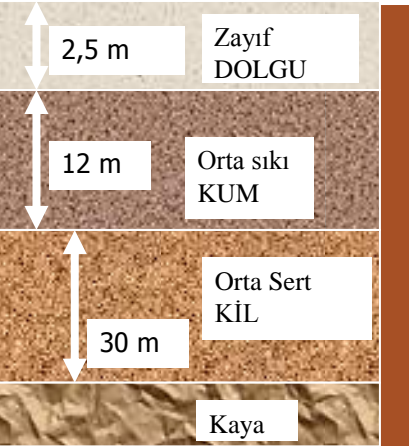 2,5 m
Zayıf
DOLGU
12 m
Orta sıkı
KUM
Orta Sert
KİL
30 m
Kaya